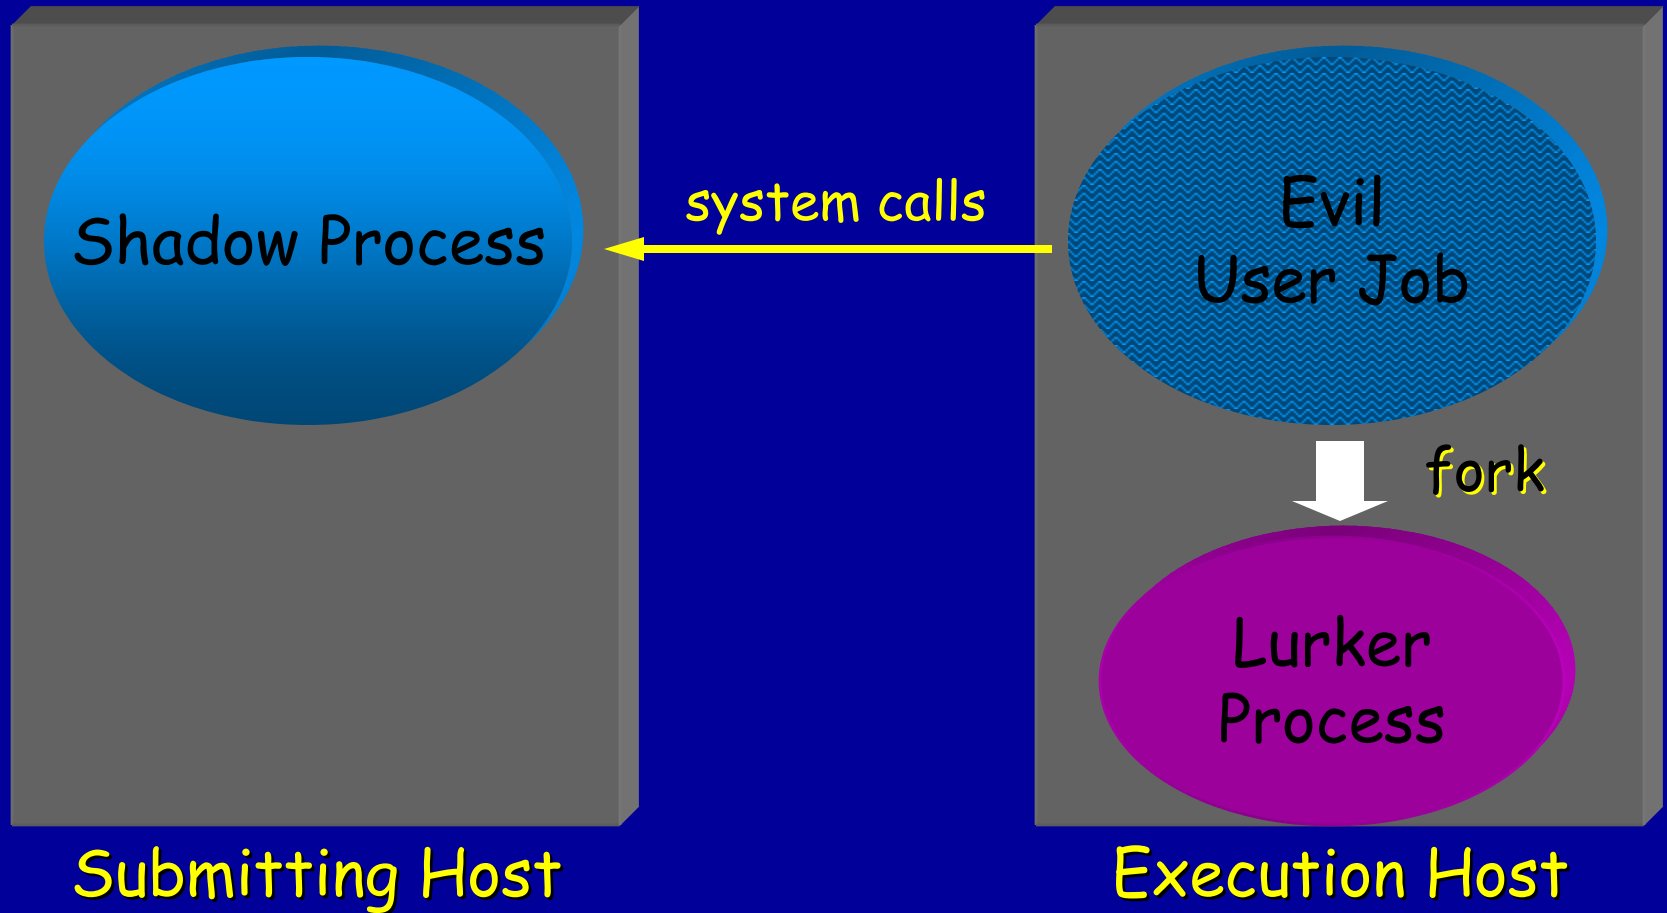 Shadow Process
system calls
Evil
User Job
fork
Lurker
Process
Submitting Host
Execution Host